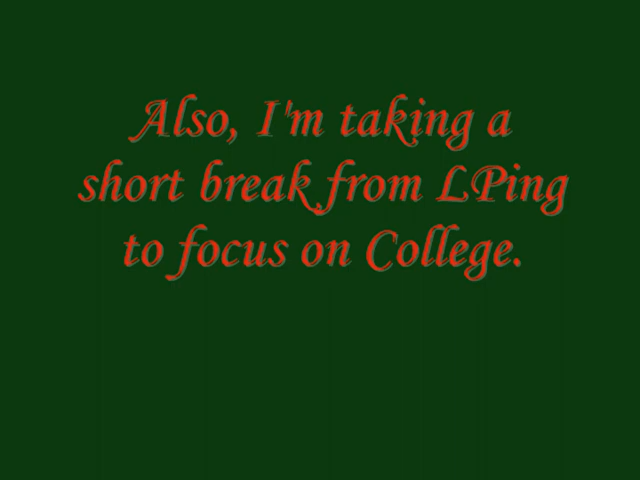 Also, I'm taking a
short break from LPing
to focus on College.